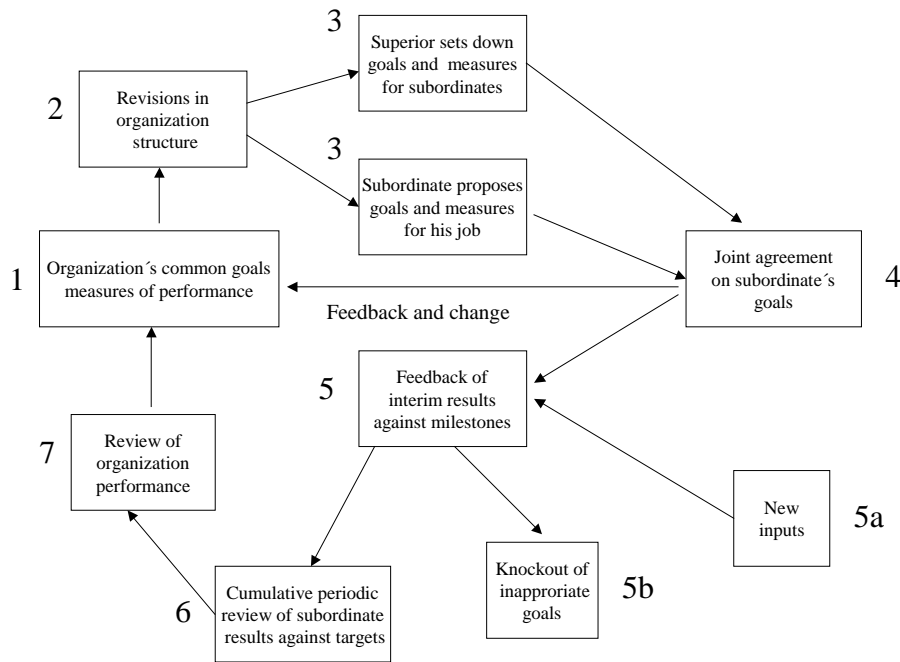 3
Superior sets down
goals and measures
for subordinates
2
Revisions in
organization
structure
3
Subordinate proposes
goals and measures
for his job
1
Organization´s common goals
measures of performance
Joint agreement
on subordinate´s
goals
4
Feedback and change
5
Feedback of
interim results
against milestones
7
Review of
organization
performance
New
inputs
5a
6
Cumulative periodic
review of subordinate
results against targets
Knockout of
inapproriate
goals
5b